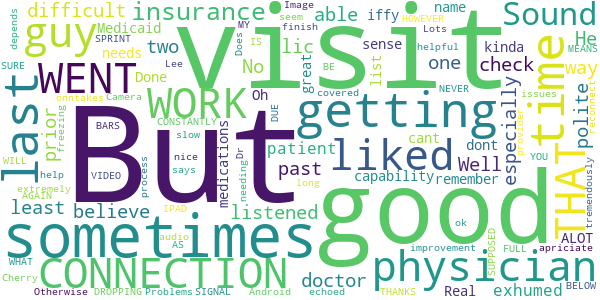 visit
But
good
sometimes
CONNECTION
physician
getting
liked
WORK
WENT
guy
last
time
THAT
insurance
Sound
difficult
Medicaid
needs
Done
two
prior
way
No
Oh
lic
able
iffy
sense
list
great
one
check
name
kinda
especially
polite
He
Well
past
patient
medications
listened
believe
least
doctor
Real
exhumed
ALOT
remember
capability
cant
dont
Image
seem
finish
depends
SPRINT
MY
IS
Does
Lee
BE
covered
DUE
HOWEVER
Lots
helpful
NEVER
MEANS
SURE
onntakes
Camera
freezing
BARS
VIDEO
CONSTANTLY
slow
nice
says
process
Dr
needing
long
issues
provider
YOU
reconnect
tremendously
WILL
help
extremely
AGAIN
IPAD
audio
AS
WHAT
Cherry
Otherwise
DROPPING
Problems
SIGNAL
Android
echoed
improvement
ok
THANKS
FULL
SUPPOSED
apriciate
BELOW